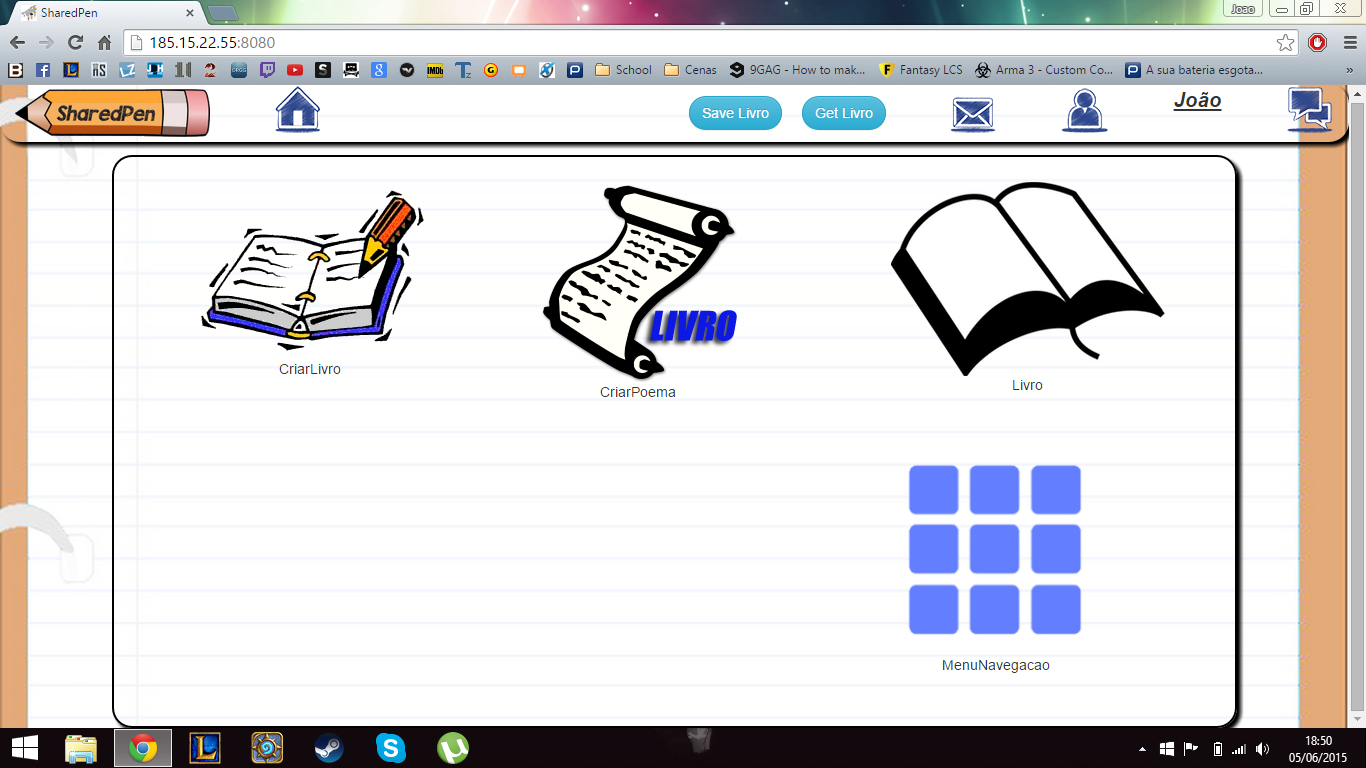 SharedPen
Joao
185.15.22.55:8080
School
Cenas
9GAG - How to mak...
Fantasy LCS
Arma 3 - Custom Co...
A sua bateria esgota...
»
SharedPen
Save Livro
Get Livro
João
LIVRO
CriarLivro
CriarPoema
Livro
MenuNavegacao
18:50
05/06/2015